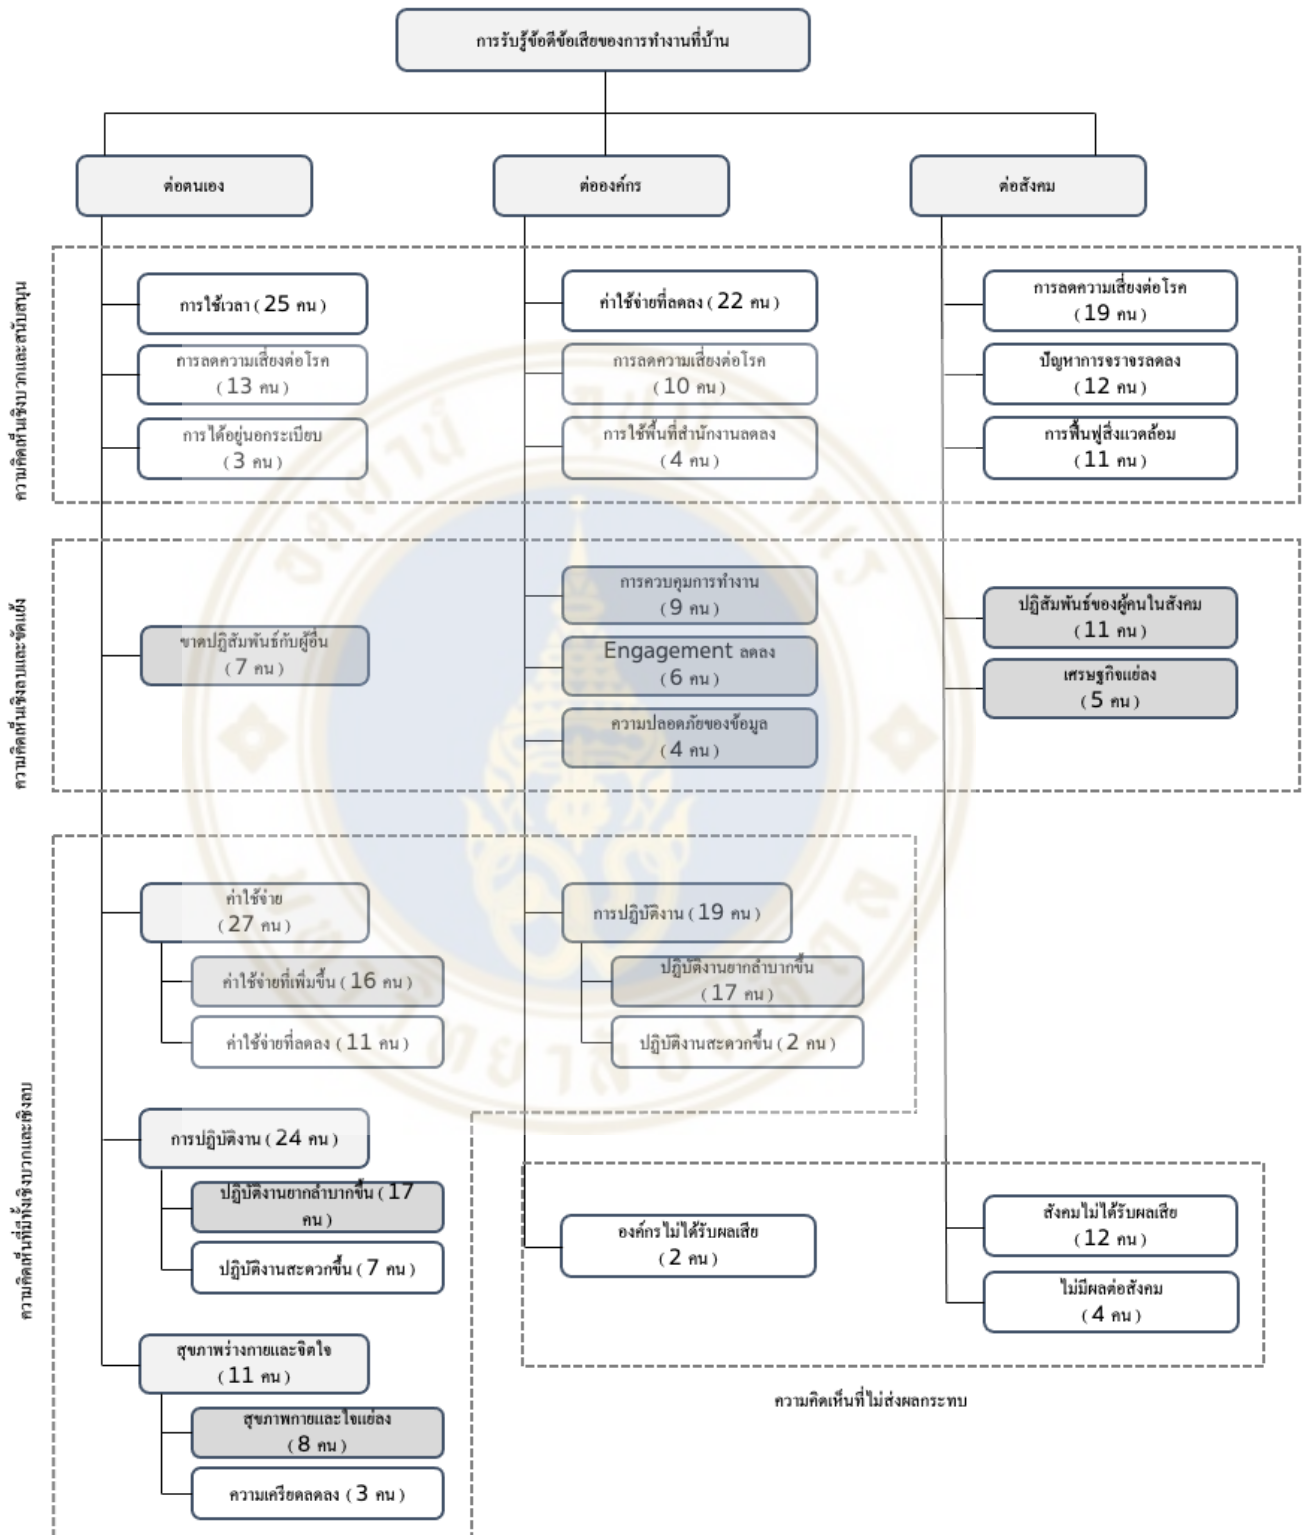 การรับรู้ข้อดีข้อเสียของการทำงานที่บ้าน
ต่อตนเอง
ต่อองค์กร
ต่อสังคม
ความคิดเห็นเชิงบวกและสนับสนุน
การใช้เวลา ( 25 คน )
การลดความเสี่ยงต่อโรค
( 13 คน )
การได้อยู่นอกระเบียบ
( 3 คน )
ค่าใช้จ่ายที่ลดลง ( 22 คน )
การลดความเสี่ยงต่อโรค
( 10 คน )
การใช้พื้นที่สำนักงานลดลง
( 4 คน )
การลดความเสี่ยงต่อโรค
( 19 คน )
ปัญหาการจราจรลดลง
( 12 คน )
การฟื้นฟูสิ่งแวดล้อม
( 11 คน )
ความคิดเห็นเชิงลบและขัดแย้ง
ขาดปฏิสัมพันธ์กับผู้อื่น
( 7 คน )
การควบคุมการทำงาน
( 9 คน )
Engagement ลดลง
( 6 คน )
ความปลอดภัยของข้อมูล
( 4 คน )
ปฏิสัมพันธ์ของผู้คนในสังคม
( 11 คน )
เศรษฐกิจแย่ลง
( 5 คน )
ความคิดเห็นที่มีทั้งเชิงบวกและเชิงลบ
ค่าใช้จ่าย
( 27 คน )
ค่าใช้จ่ายที่เพิ่มขึ้น ( 16 คน )
ค่าใช้จ่ายที่ลดลง ( 11 คน )
การปฏิบัติงาน ( 24 คน )
ปฏิบัติงานยากลำบากขึ้น ( 17
คน )
ปฏิบัติงานสะดวกขึ้น ( 7 คน )
สุขภาพร่างกายและจิตใจ
( 11 คน )
สุขภาพกายและใจแย่ลง
( 8 คน )
ความเครียดลดลง ( 3 คน )
การปฏิบัติงาน ( 19 คน )
ปฏิบัติงานยากลำบากขึ้น
( 17 คน )
ปฏิบัติงานสะดวกขึ้น ( 2 คน )
องค์กรไม่ได้รับผลเสีย
( 2 คน )
สังคมไม่ได้รับผลเสีย
( 12 คน )
ไม่มีผลต่อสังคม
( 4 คน )
ความคิดเห็นที่ไม่ส่งผลกระทบ